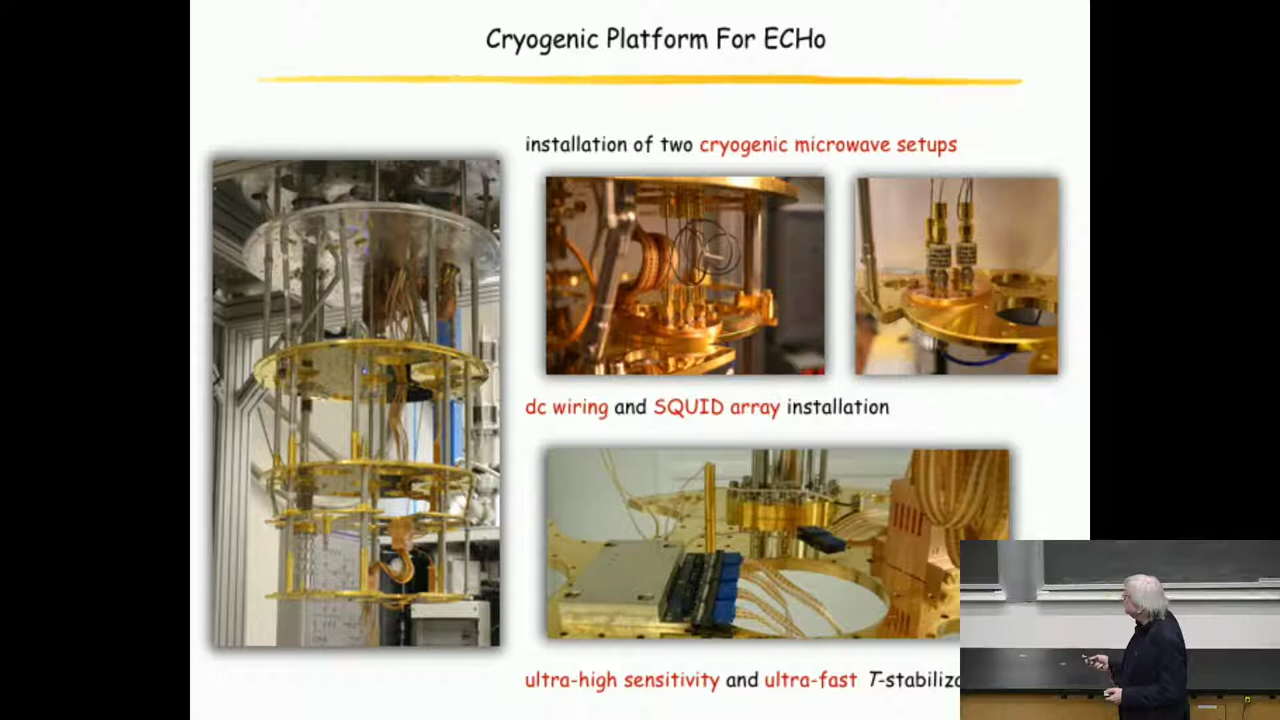 Cryogenic Platform For ECHo
installation of two cryogenic microwave setups
dc wiring and SQUID array installation
ultra-high sensitivity and ultra-fast